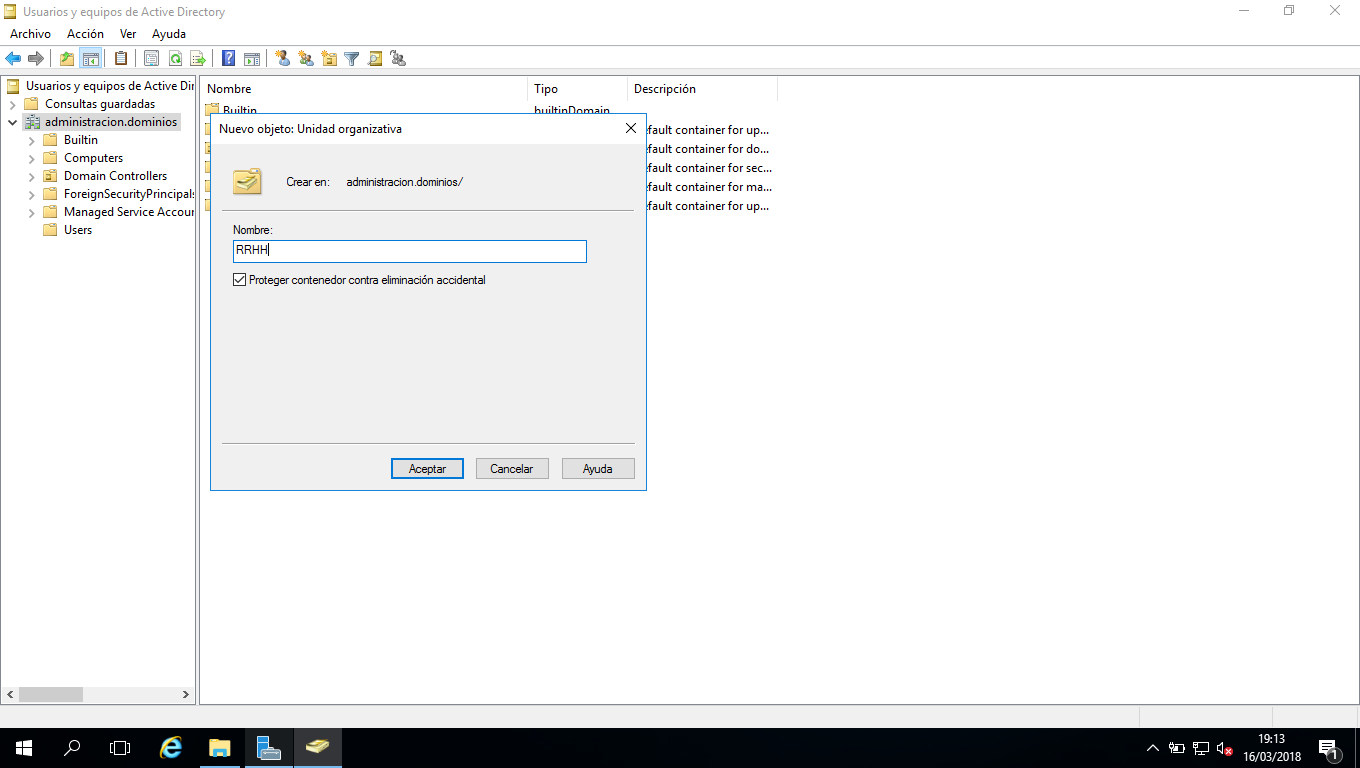 Usuarios y equipos de Active Directory
Archivo Acción Ver Ayuda
Usuarios y equipos de Active Dir
Consultas guardadas
administracion.dominios
Builtin
Computers
Domain Controllers
ForeignSecurityPrincipals
Managed Service Accour
Users
Nombre Tipo Descripción
Builtin builtinDomain
efault container for up...
efault container for do...
efault container for sec...
efault container for ma...
efault container for up...
Nuevo objeto: Unidad organizativa
Crear en: administracion.dominios/
Nombre:
RRHH
Proteger contenedor contra eliminación accidental
Aceptar Cancelar Ayuda
19:13
16/03/2018
1